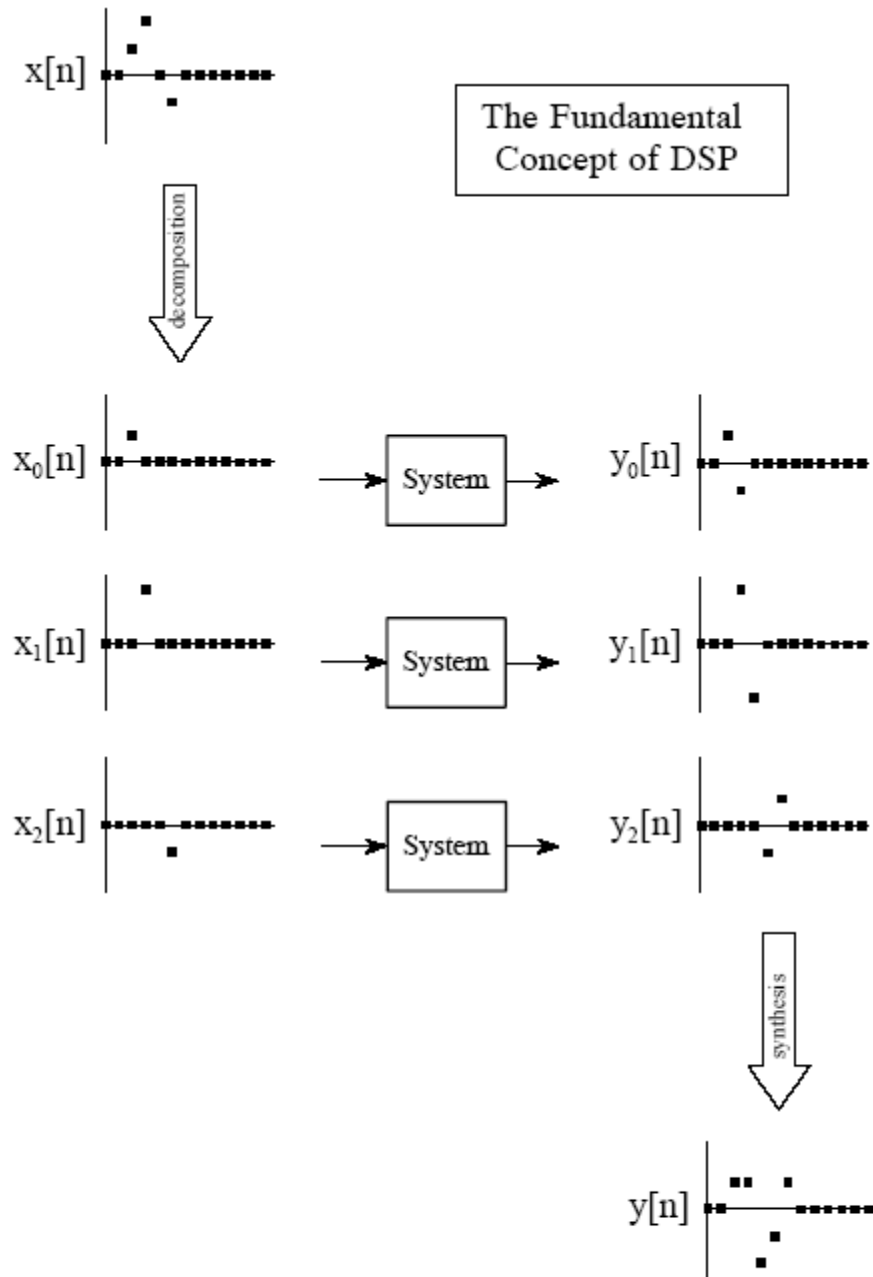 x[n]
The Fundamental
Concept of DSP
decomposition
x₀[n]
System
y₀[n]
x₁[n]
System
y₁[n]
x₂[n]
System
y₂[n]
synthesis
y[n]